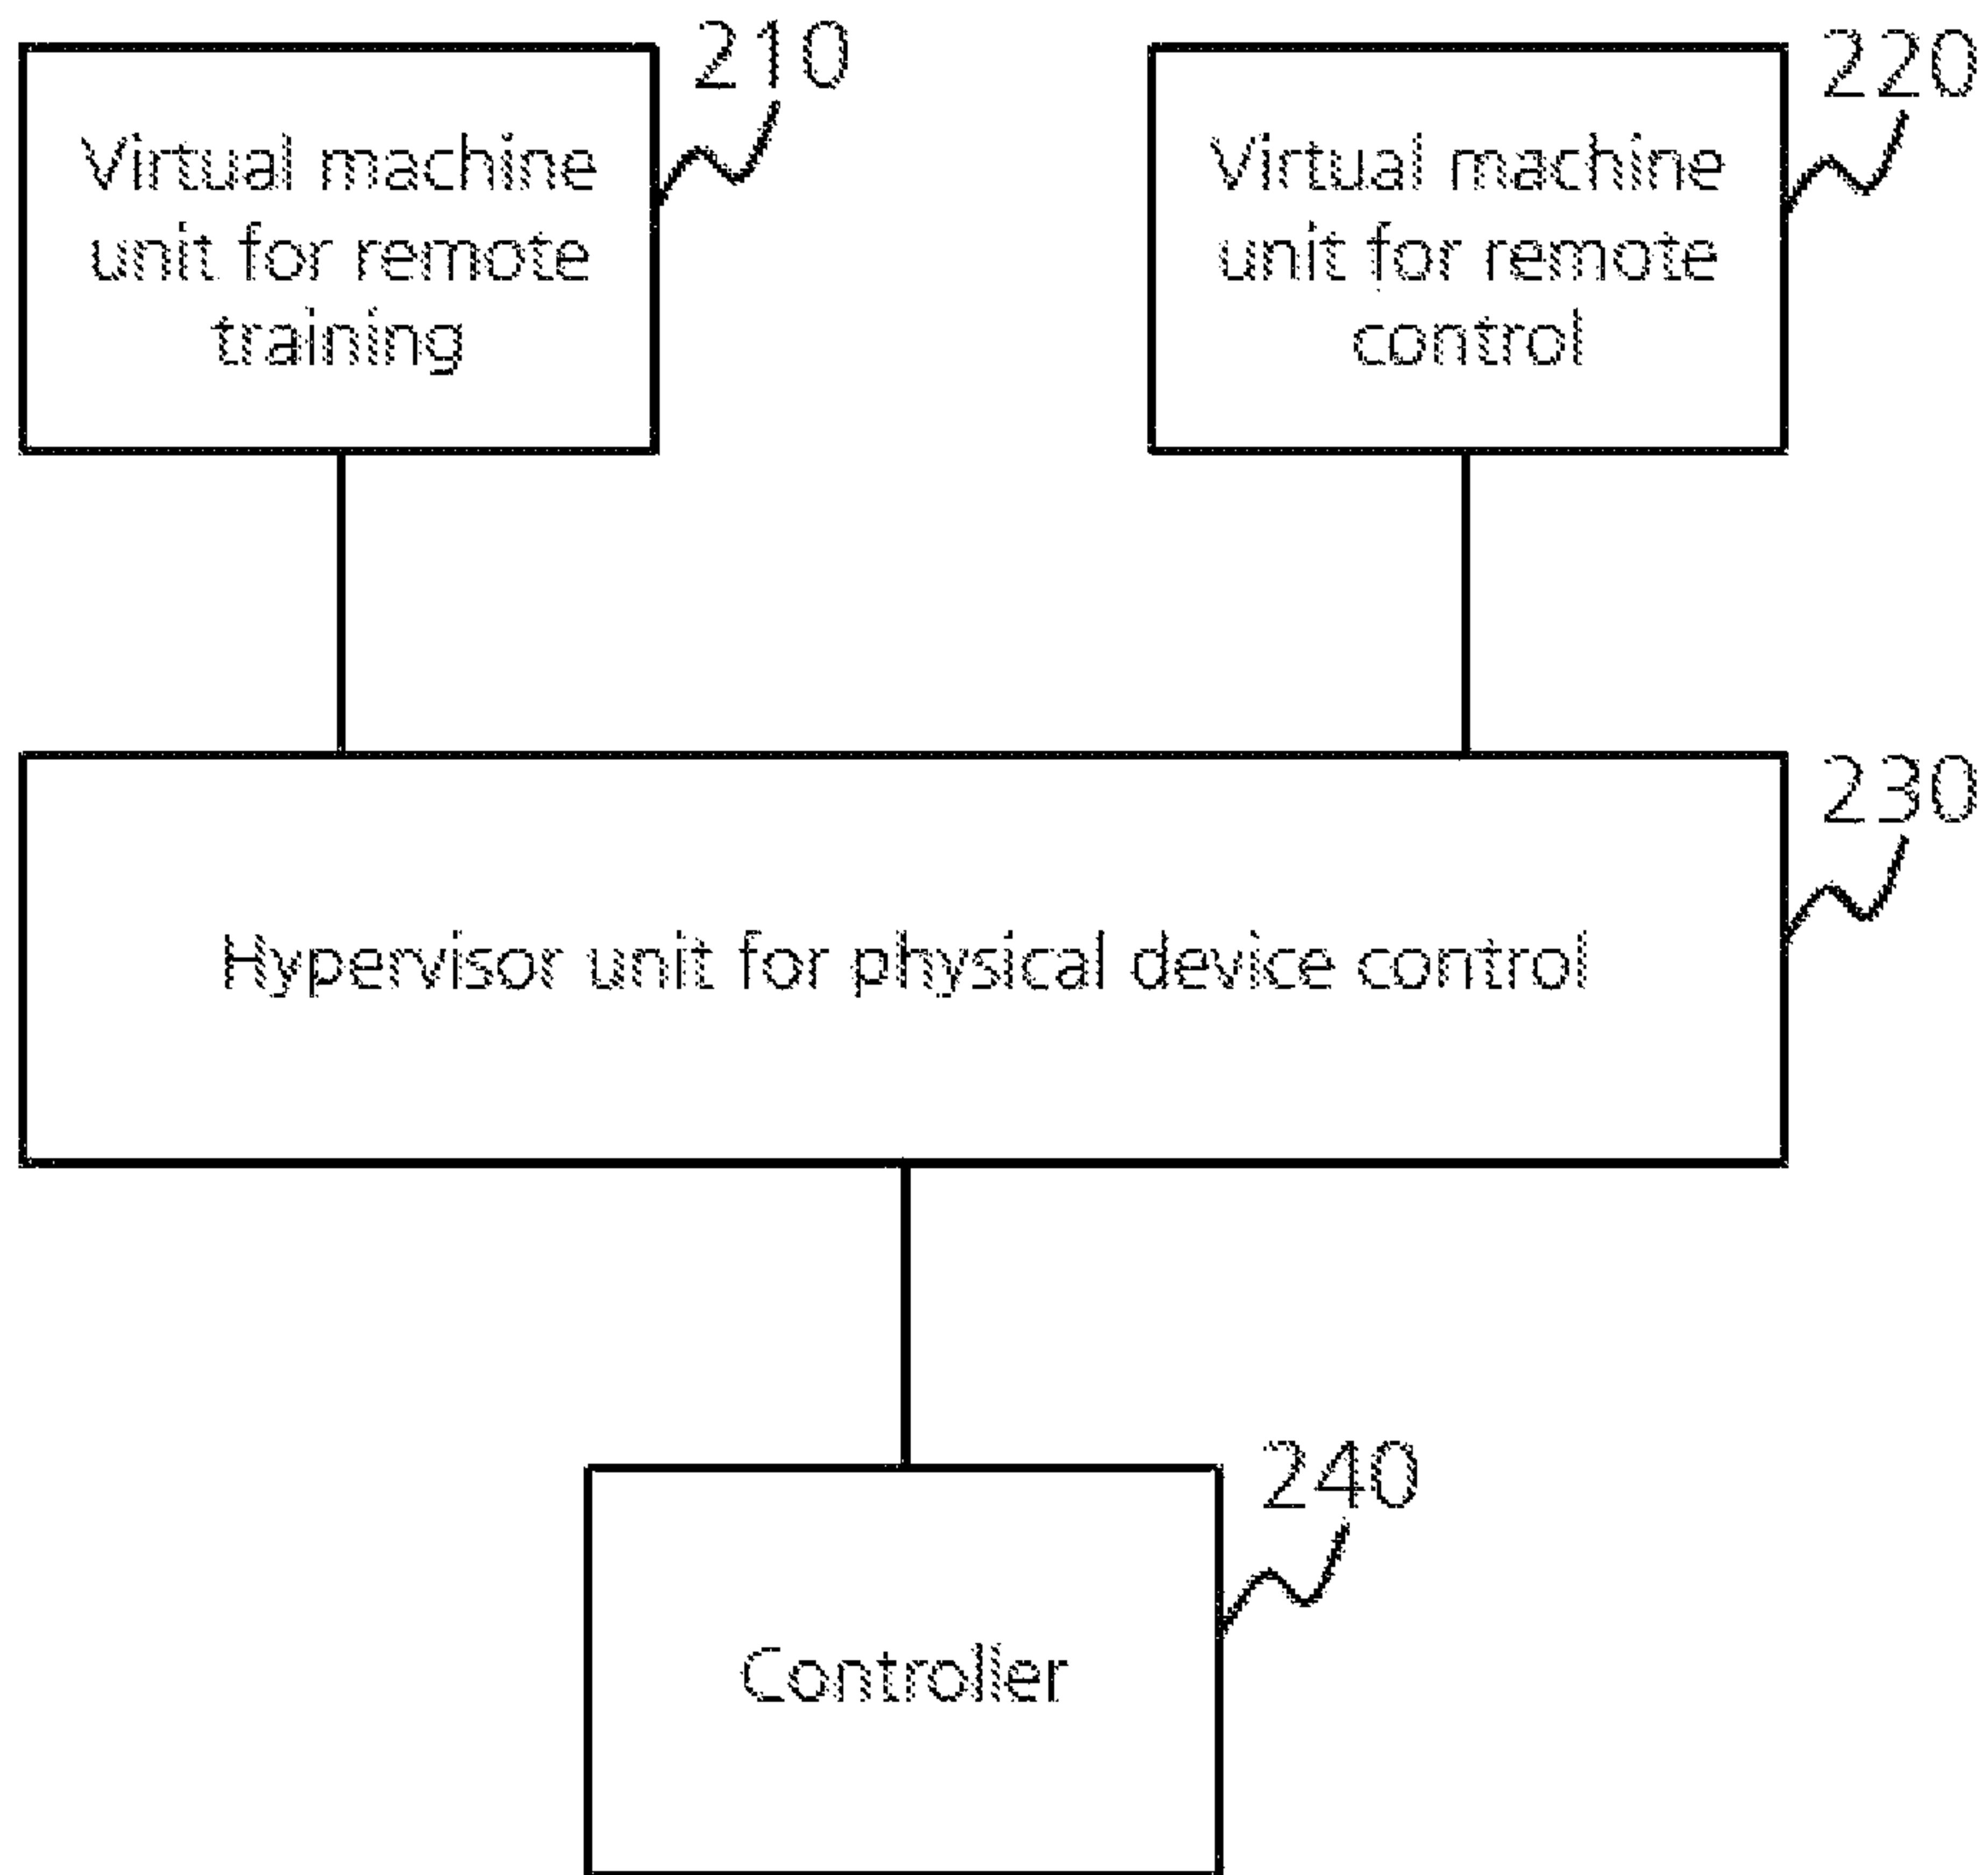 210
Virtual machine
unit for remote
training
220
Virtual machine
unit for remote
control
230
Hypervisor unit for physical device control
240
Controller